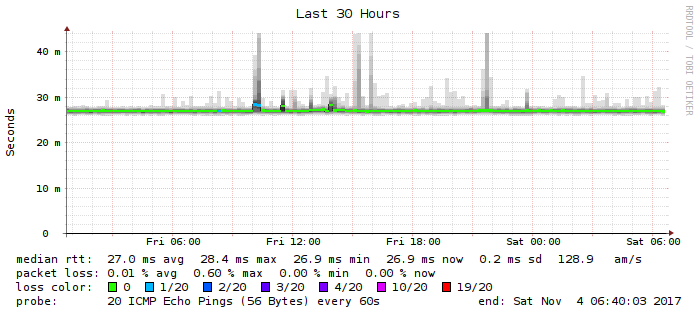 Last 30 Hours
RRDTOOL / TOBI OETIKER
Seconds
40 m
30 m
20 m
10 m
0
Fri 06:00 Fri 12:00 Fri 18:00 Sat 00:00 Sat 06:00
median rtt: 27.0 ms avg 28.4 ms max 26.9 ms min 26.9 ms now 0.2 ms sd 128.9 am/s
packet loss: 0.01 % avg 0.60 % max 0.00 % min 0.00 % now
loss color: 0 1/20 2/20 3/20 4/20 10/20 19/20
probe: 20 ICMP Echo Pings (56 Bytes) every 60s end: Sat Nov 4 06:40:03 2017